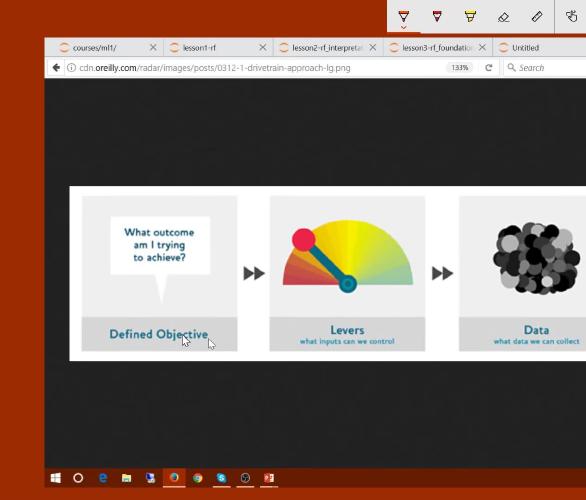 courses/ml1/
lesson1-rf
lesson2-rf_interpretat
lesson3-rf_foundation
Untitled
cdn.oreilly.com/radar/images/posts/0312-1-drivetrain-approach-lg.png
133%
Search
What outcome
am I trying
to achieve?
Defined Objective
Levers
what inputs can we control
Data
what data we can collect